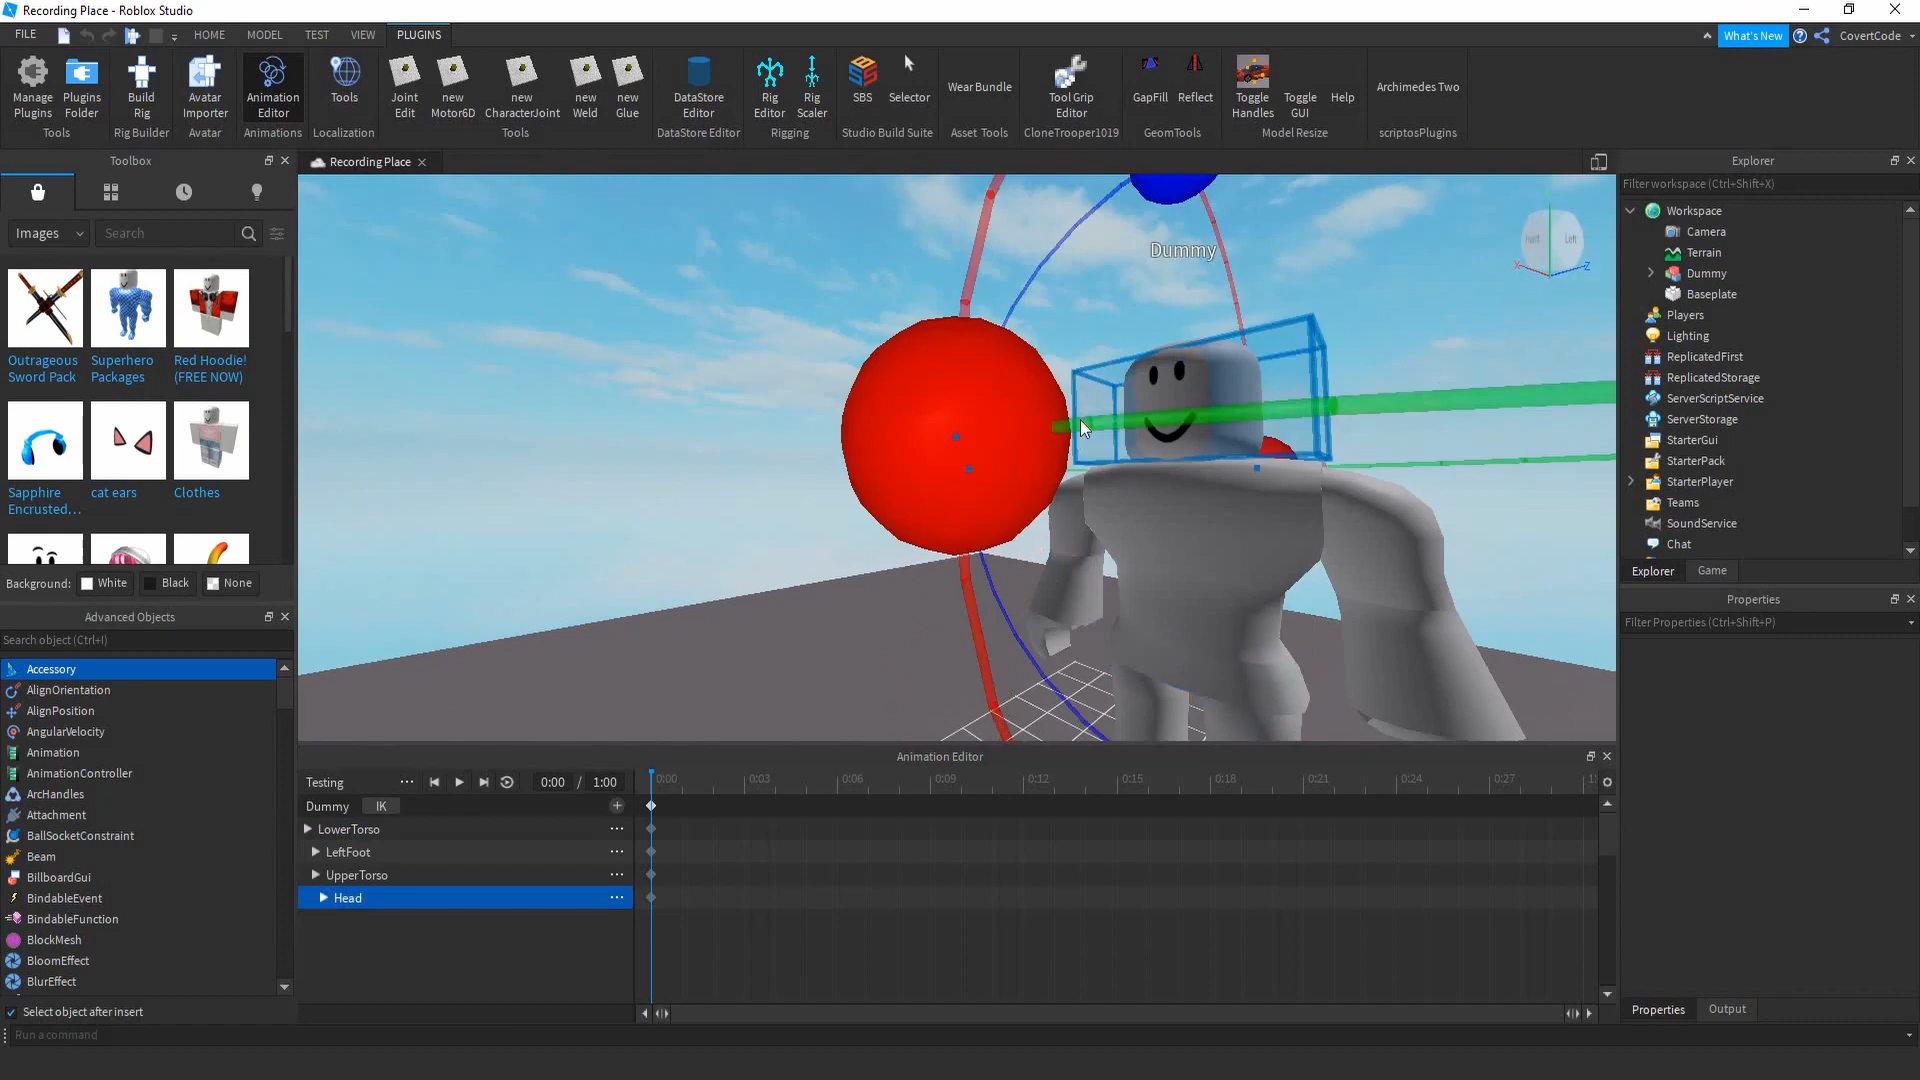 Recording Place - Roblox Studio
FILE
HOME
MODEL
TEST
VIEW
PLUGINS
What's New
CovertCode
Manage Plugins
Plugins Folder
Build Rig
Avatar Importer
Animation Editor
Tools
Joint Edit
new Motor6D
new CharacterJoint
new Weld
new Glue
DataStore Editor
Rig Editor
Rig Scaler
SBS
Selector
Wear Bundle
Tool Grip Editor
GapFill
Reflect
Toggle Handles
Toggle GUI
Help
Archimedes Two
Tools
Rig Builder
Avatar
Animations
Localization
Tools
DataStore Editor
Rigging
Studio Build Suite
Asset Tools
CloneTrooper1019
GeomTools
Model Resize
scriptosPlugins
Toolbox
Images
Search
Outrageous Sword Pack
Superhero Packages
Red Hoodie! (FREE NOW)
Sapphire Encrusted...
cat ears
Clothes
Background:
White
Black
None
Advanced Objects
Search object (Ctrl+I)
Accessory
AlignOrientation
AlignPosition
AngularVelocity
Animation
AnimationController
ArcHandles
Attachment
BallSocketConstraint
Beam
BillboardGui
BindableEvent
BindableFunction
BlockMesh
BloomEffect
BlurEffect
Select object after insert
Run a command
Recording Place
Dummy
Left
X
Z
Animation Editor
Testing
0:00 / 1:00
0:00
0:03
0:06
0:09
0:12
0:15
0:18
0:21
0:24
0:27
Dummy
IK
LowerTorso
LeftFoot
UpperTorso
Head
Explorer
Filter workspace (Ctrl+Shift+X)
Workspace
Camera
Terrain
Dummy
Baseplate
Players
Lighting
ReplicatedFirst
ReplicatedStorage
ServerScriptService
ServerStorage
StarterGui
StarterPack
StarterPlayer
Teams
SoundService
Chat
Explorer
Game
Properties
Filter Properties (Ctrl+Shift+P)
Properties
Output